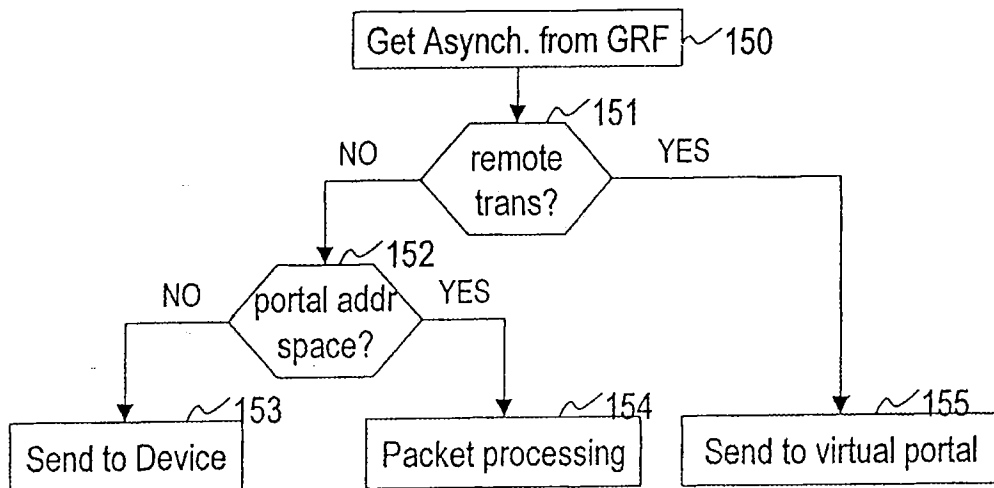 Get Asynch. from GRF
150
151
NO
remote
trans?
YES
152
NO
portal addr
space?
YES
153
154
155
Send to Device
Packet processing
Send to virtual portal